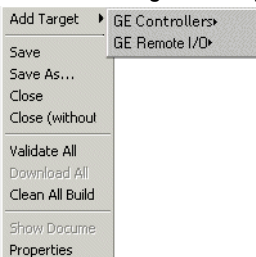 Add Target
GE Controllers
GE Remote I/O
Save
Save As...
Close
Close (without
Validate All
Download All
Clean All Build
Show Docume
Properties